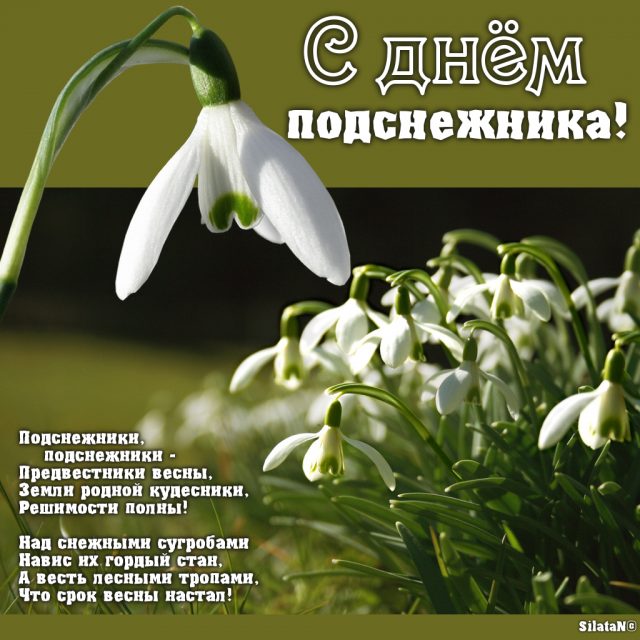 С днём
подснежника!
Подснежники,
подснежники -
Предвестники весны,
Земли родной кудесники,
Решимости полны!
Над снежными сугробами
Навис их гордый стан,
А весть лесными тропами,
Что срок весны настал!
SilataN©